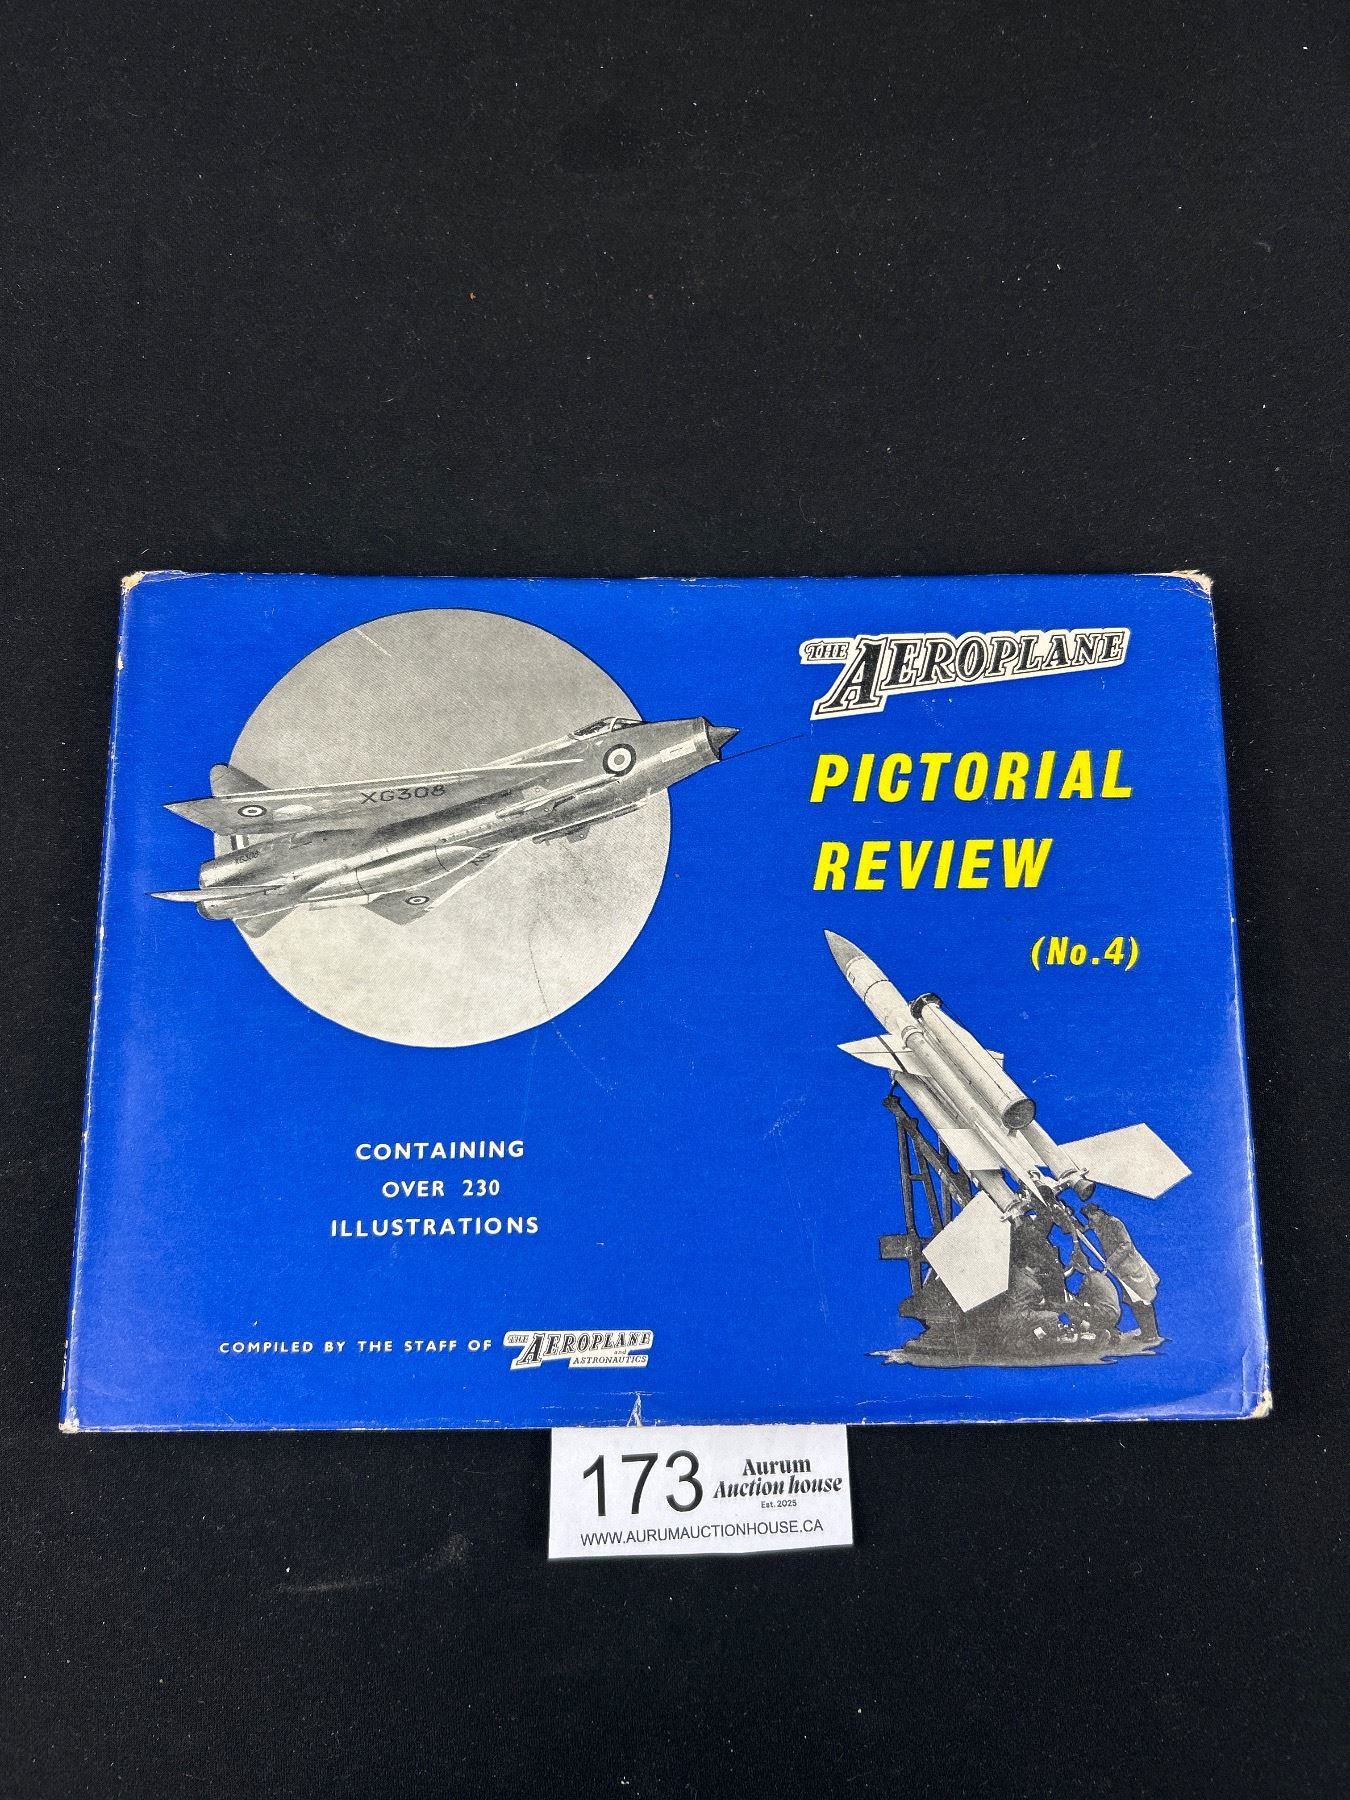 THE AEROPLANE
PICTORIAL
REVIEW
(No.4)
XG308
XG308
CONTAINING
OVER 230
ILLUSTRATIONS
COMPILED BY THE STAFF OF THE AEROPLANE and ASTRONAUTICS
173
Aurum
Auction house
Est. 2025
WWW.AURUMAUCTIONHOUSE.CA